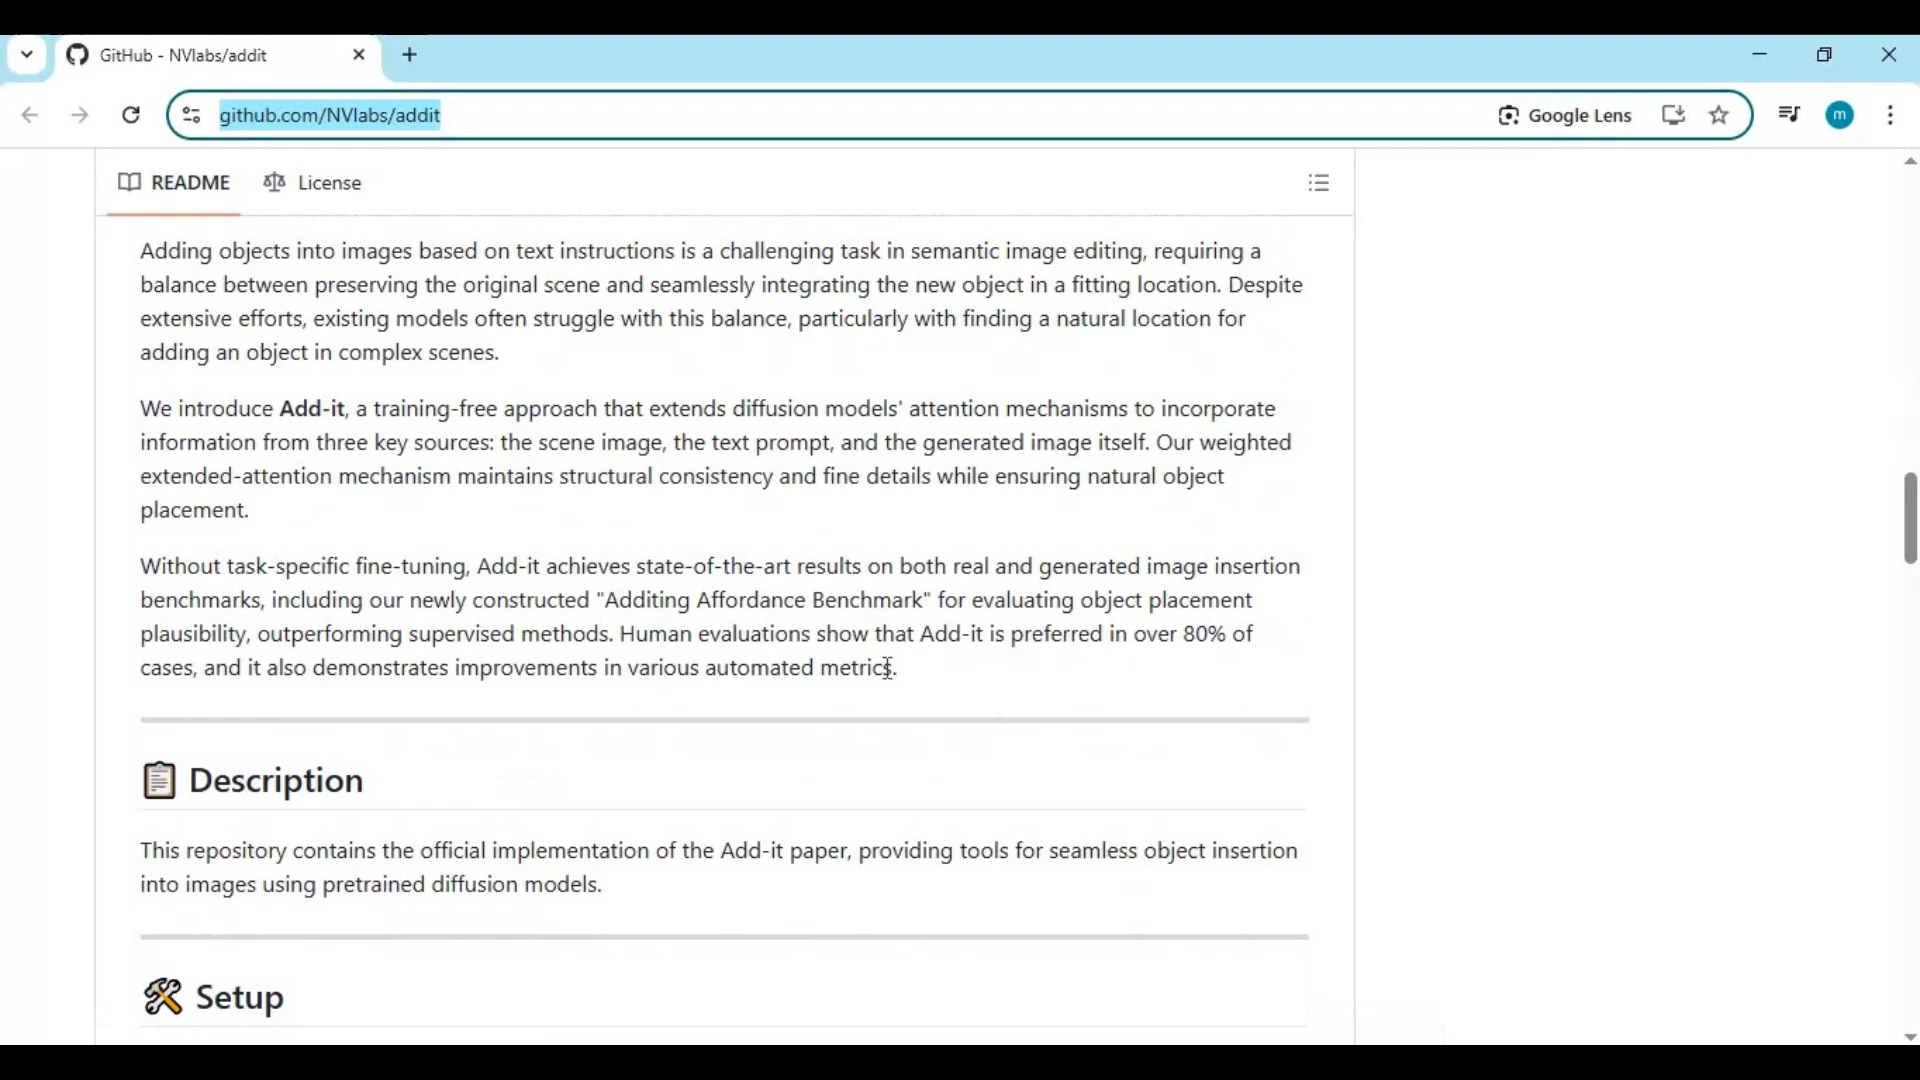 GitHub - NVlabs/addit
github.com/NVlabs/addit
Google Lens
m
README
License
Adding objects into images based on text instructions is a challenging task in semantic image editing, requiring a
balance between preserving the original scene and seamlessly integrating the new object in a fitting location. Despite
extensive efforts, existing models often struggle with this balance, particularly with finding a natural location for
adding an object in complex scenes.
We introduce Add-it, a training-free approach that extends diffusion models' attention mechanisms to incorporate
information from three key sources: the scene image, the text prompt, and the generated image itself. Our weighted
extended-attention mechanism maintains structural consistency and fine details while ensuring natural object
placement.
Without task-specific fine-tuning, Add-it achieves state-of-the-art results on both real and generated image insertion
benchmarks, including our newly constructed "Additing Affordance Benchmark" for evaluating object placement
plausibility, outperforming supervised methods. Human evaluations show that Add-it is preferred in over 80% of
cases, and it also demonstrates improvements in various automated metrics.
Description
This repository contains the official implementation of the Add-it paper, providing tools for seamless object insertion
into images using pretrained diffusion models.
Setup